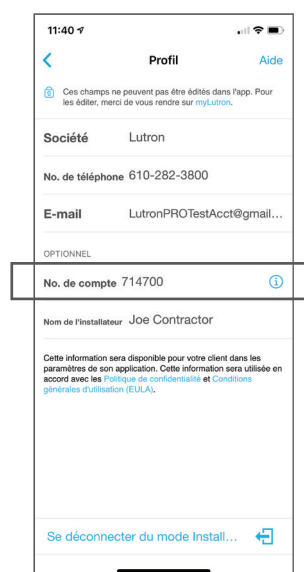 11:40
Profil
Aide
Ces champs ne peuvent pas être édités dans l'app. Pour
les éditer, merci de vous rendre sur myLutron.
Société Lutron
No. de téléphone 610-282-3800
E-mail LutronPROTestAcct@gmail...
OPTIONNEL
No. de compte 714700
Nom de l'installateur Joe Contractor
Cette information sera disponible pour votre client dans les
paramètres de son application. Cette information sera utilisée en
accord avec les Politique de confidentialité et Conditions
générales d'utilisation (EULA).
Se déconnecter du mode Install...